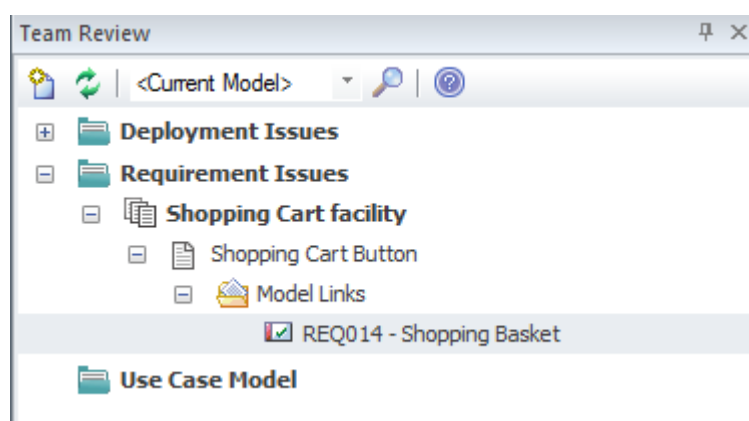 Team Review
<Current Model>
Deployment Issues
Requirement Issues
Shopping Cart facility
Shopping Cart Button
Model Links
REQ014 - Shopping Basket
Use Case Model